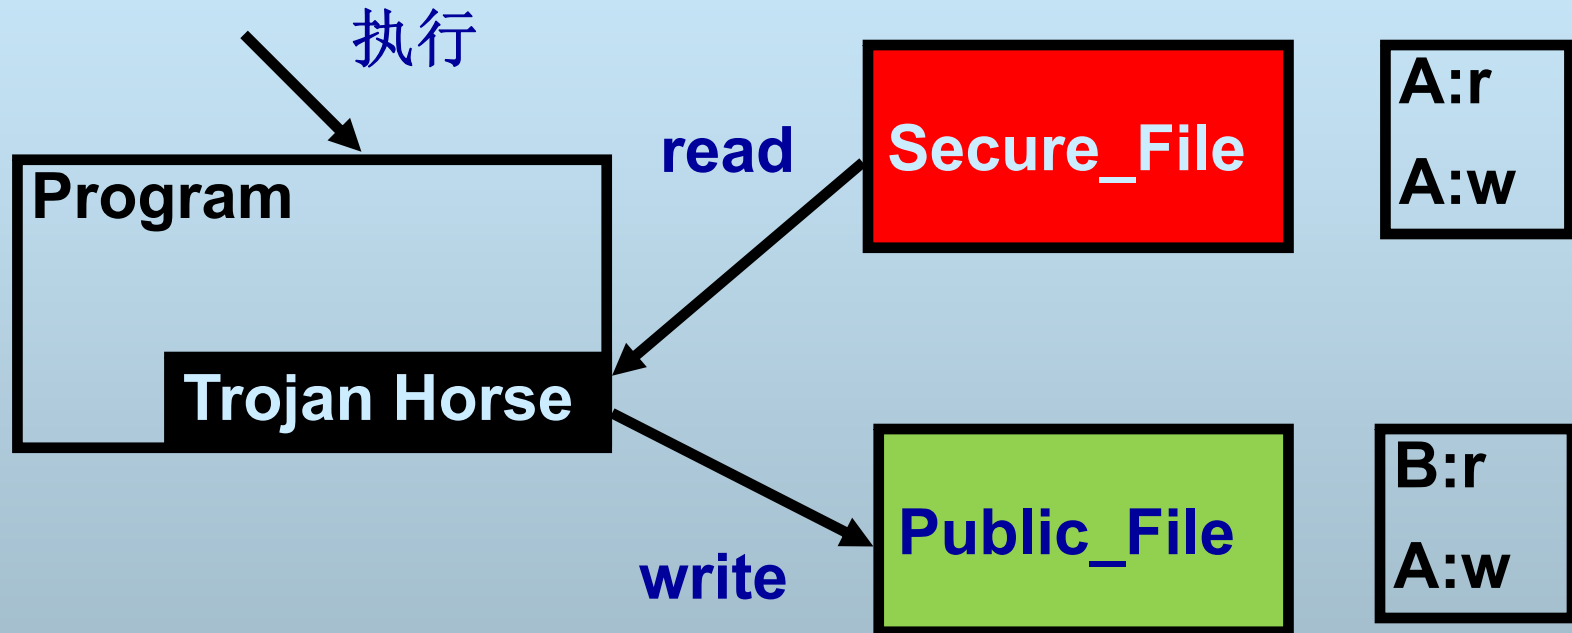 执行
Program
Trojan Horse
read
write
Secure_File
A:r
A:w
Public_File
B:r
A:w